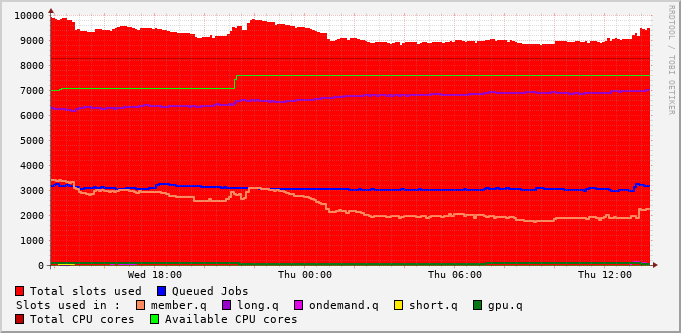 10000
9000
8000
7000
6000
5000
4000
3000
2000
1000
0
Wed 18:00 Thu 00:00 Thu 06:00 Thu 12:00
Total slots used Queued Jobs
Slots used in : member.q long.q ondemand.q short.q gpu.q
Total CPU cores Available CPU cores
RRDTOOL / TOBI OETIKER